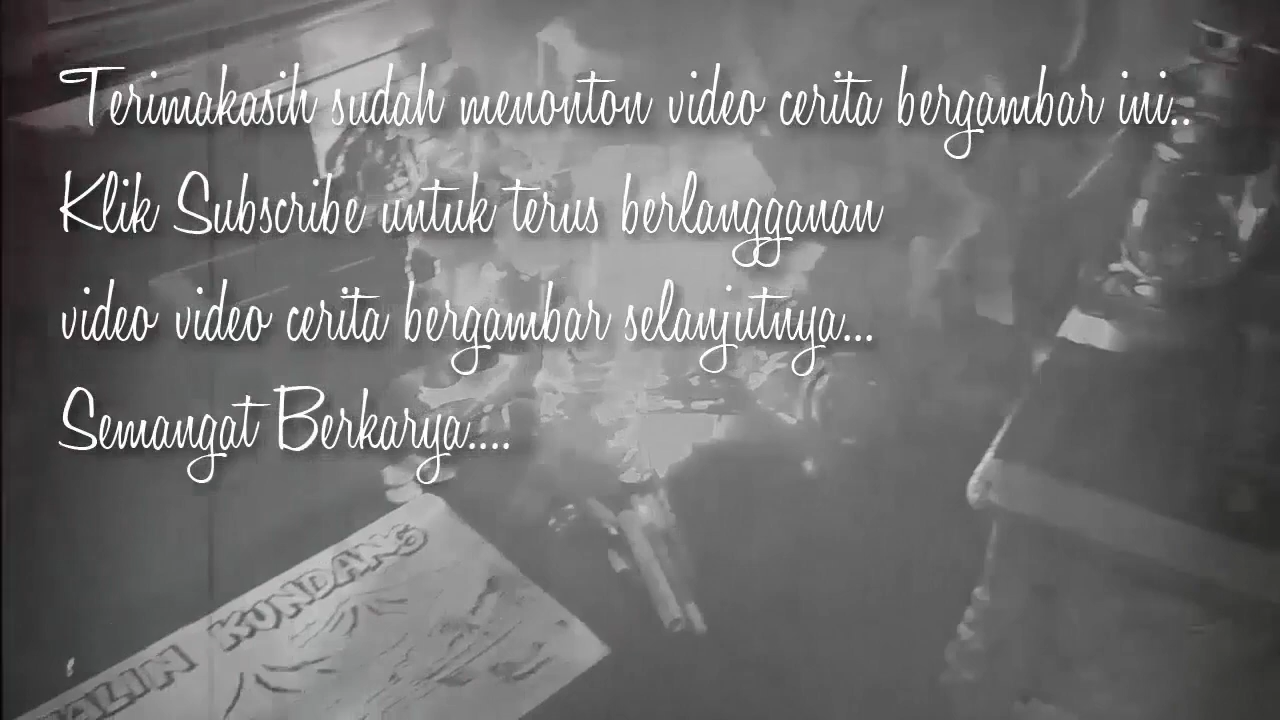 Terimakasih sudah menonton video cerita bergambar ini..
Klik Subscribe untuk terus berlangganan
video video cerita bergambar selanjutnya...
Semangat Berkarya....
ALIN KUNDANG